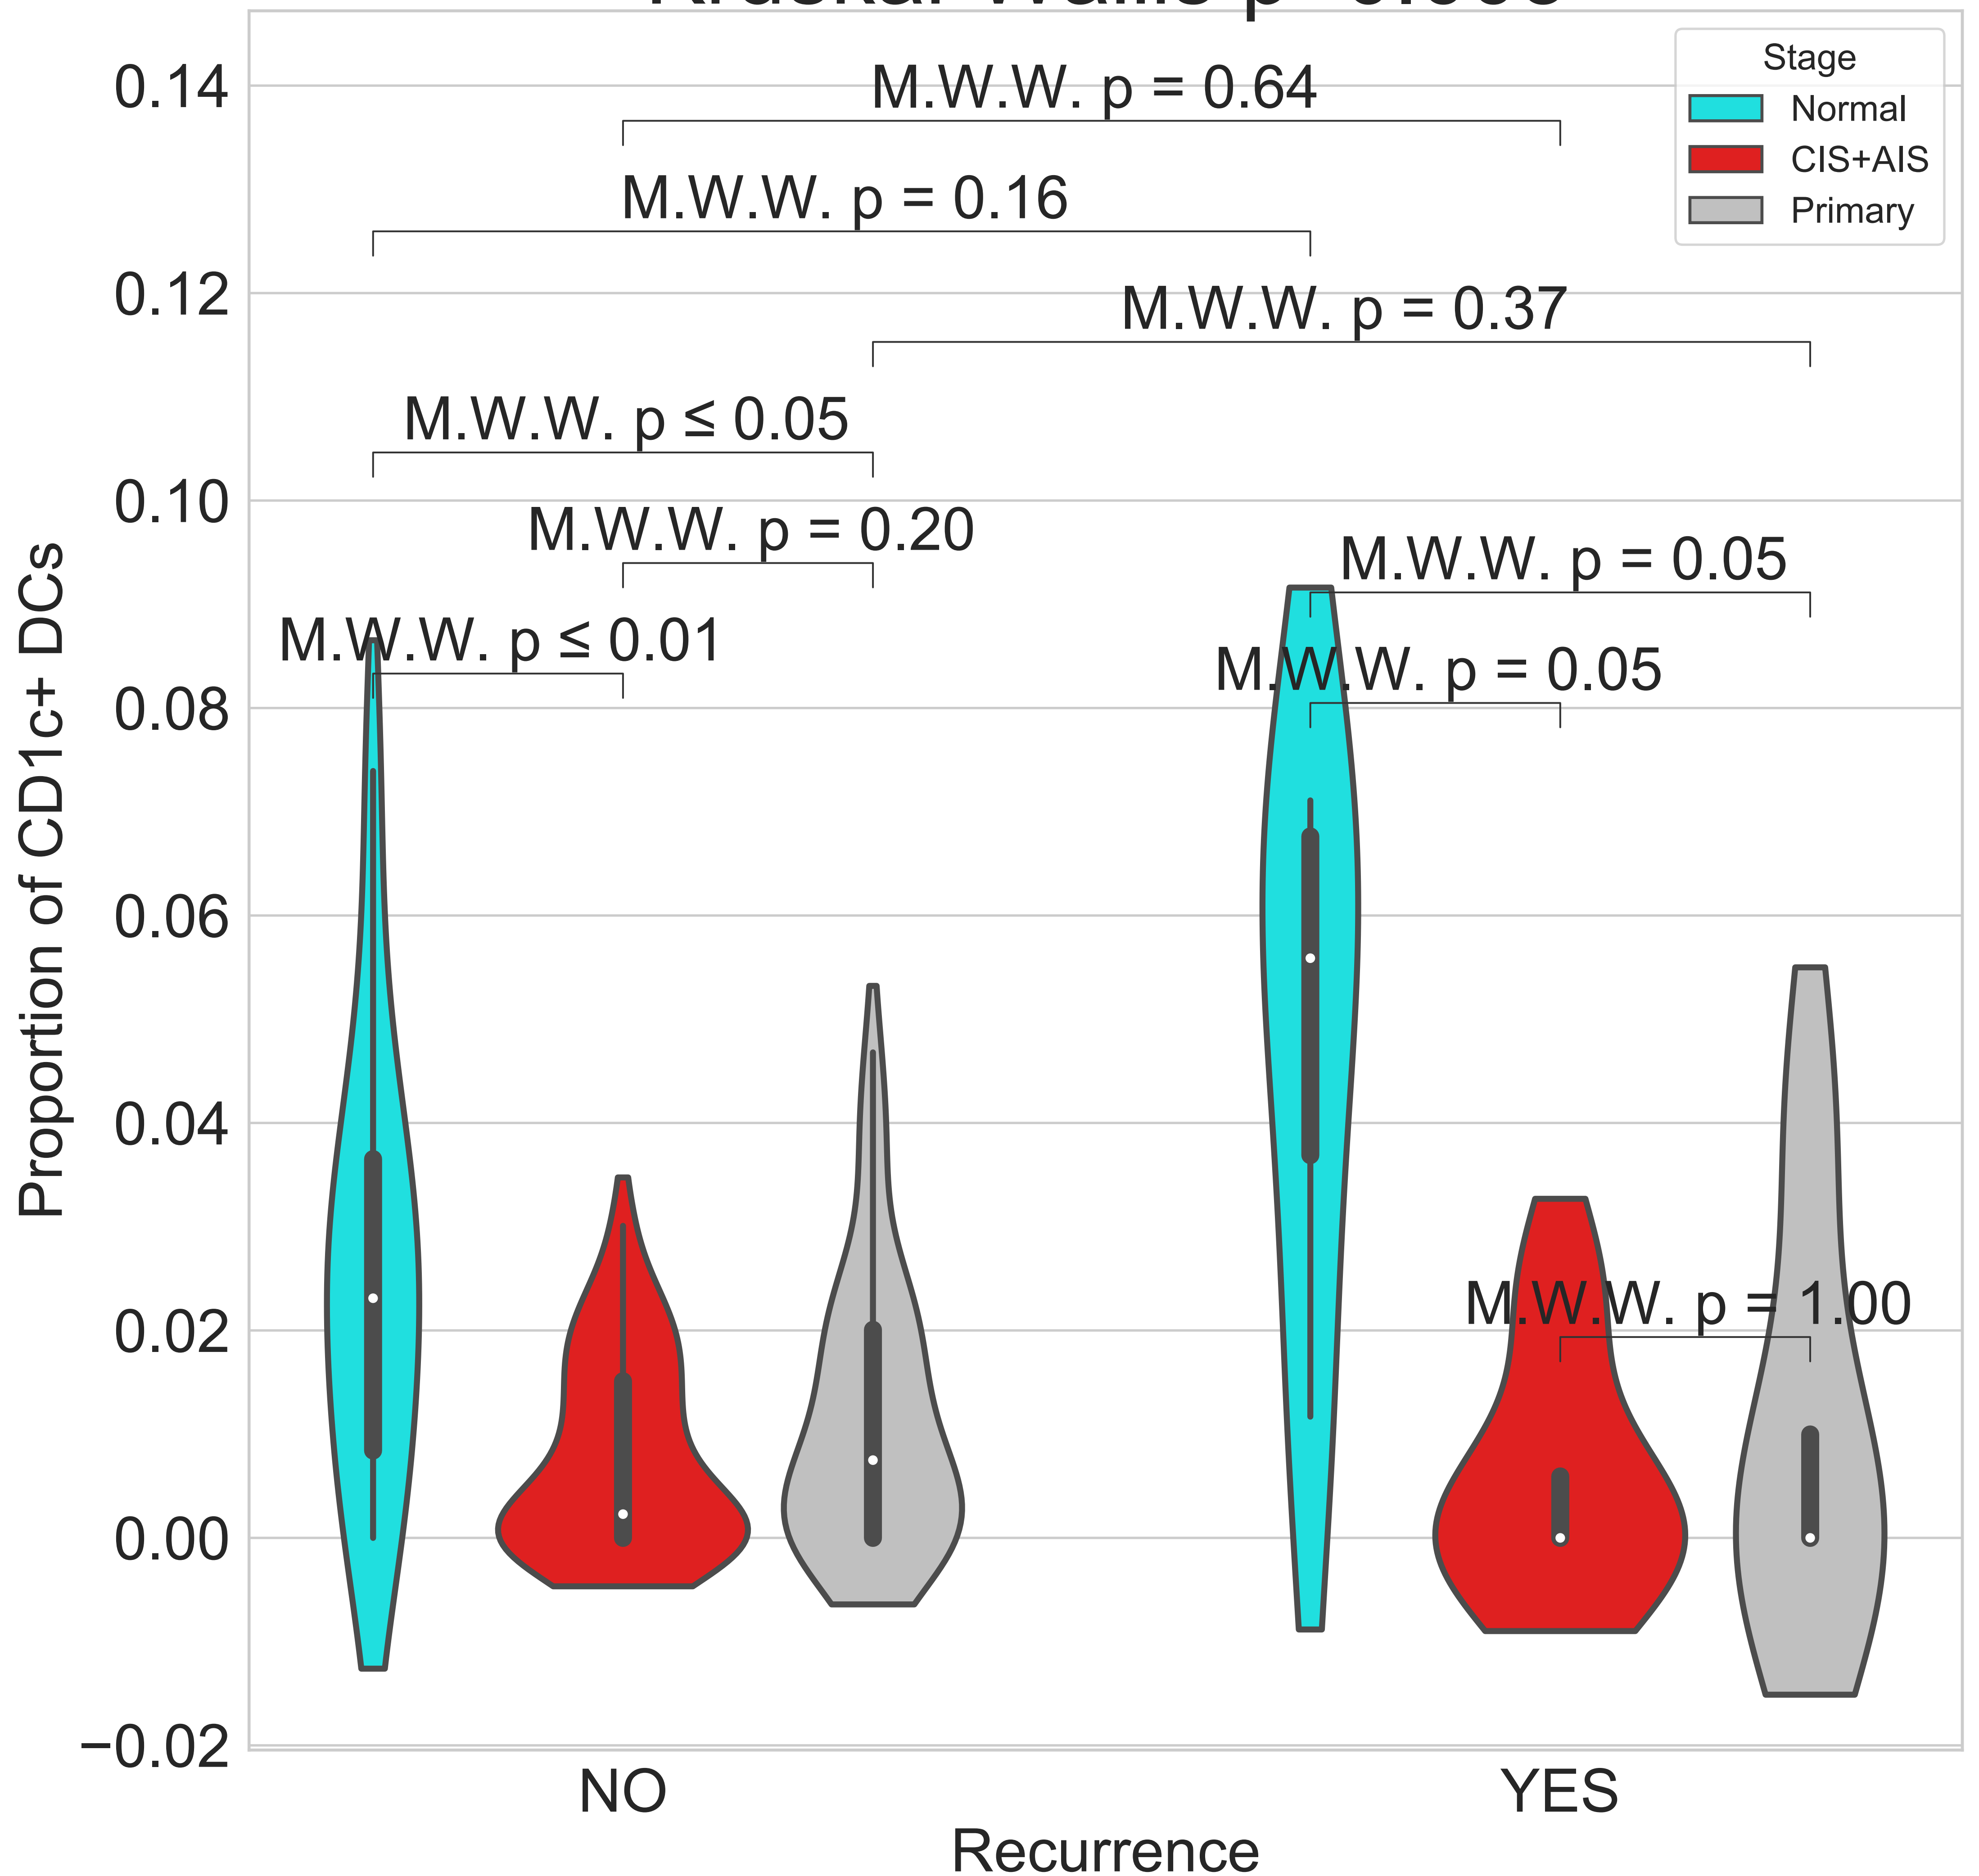 Stage
Normal
CIS+AIS
Primary
M.W.W. p = 0.64
M.W.W. p = 0.16
M.W.W. p = 0.37
M.W.W. p ≤ 0.05
M.W.W. p = 0.20
M.W.W. p = 0.05
M.W.W. p ≤ 0.01
M.W.W. p = 0.05
M.W.W. p = 1.00
0.14
0.12
0.10
0.08
0.06
0.04
0.02
0.00
−0.02
Proportion of CD1c+ DCs
NO
YES
Recurrence